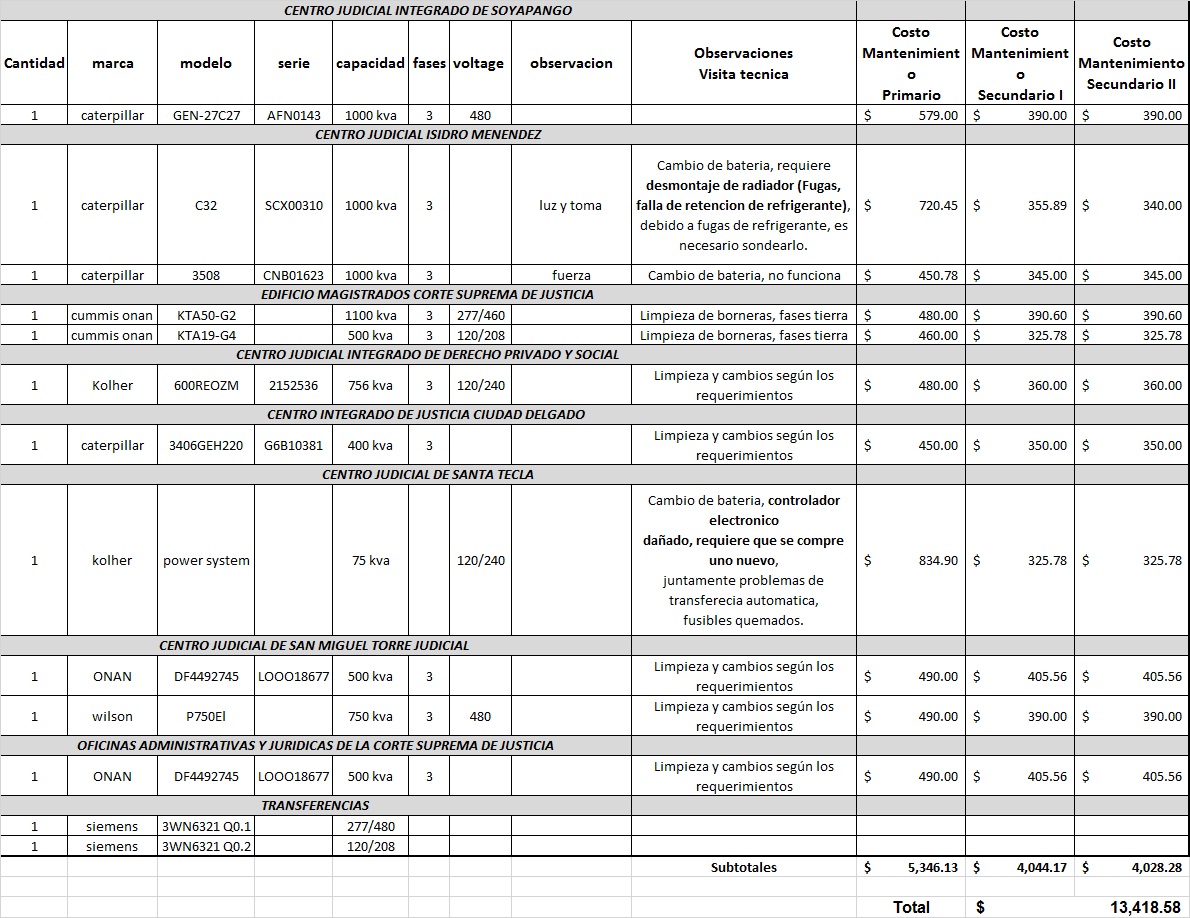 CENTRO JUDICIAL INTEGRADO DE SOYAPANGO
Cantidad marca modelo serie capacidad fases voltage observacion Observaciones Visita tecnica Costo Mantenimiento Primario Costo Mantenimiento Secundario I Costo Mantenimiento Secundario II
1 caterpillar GEN-27C27 AFN0143 1000 kva 3 480 $ 579.00 $ 390.00 $ 390.00
CENTRO JUDICIAL ISIDRO MENENDEZ
1 caterpillar C32 SCX00310 1000 kva 3 luz y toma Cambio de bateria, requiere
desmontaje de radiador (Fugas,
falla de retencion de refrigerante),
debido a fugas de refrigerante, es
necesario sondearlo.
$ 720.45 $ 355.89 $ 340.00
1 caterpillar 3508 CNB01623 1000 kva 3 fuerza Cambio de bateria, no funciona $ 450.78 $ 345.00 $ 345.00
EDIFICIO MAGISTRADOS CORTE SUPREMA DE JUSTICIA
1 cummis onan KTA50-G2 1100 kva 3 277/460 Limpieza de borneras, fases tierra $ 480.00 $ 390.60 $ 390.60
1 cummis onan KTA19-G4 500 kva 3 120/208 Limpieza de borneras, fases tierra $ 460.00 $ 325.78 $ 325.78
CENTRO JUDICIAL INTEGRADO DE DERECHO PRIVADO Y SOCIAL
1 Kolher 600REOZM 2152536 756 kva 3 120/240 Limpieza y cambios según los
requerimientos
$ 480.00 $ 360.00 $ 360.00
CENTRO INTEGRADO DE JUSTICIA CIUDAD DELGADO
1 caterpillar 3406GEH220 G6B10381 400 kva 3 Limpieza y cambios según los
requerimientos
$ 450.00 $ 350.00 $ 350.00
CENTRO JUDICIAL DE SANTA TECLA
1 kolher power system 75 kva 120/240 Cambio de bateria, controlador
electronico
dañado, requiere que se compre
uno nuevo,
juntamente problemas de
transferecia automatica,
fusibles quemados.
$ 834.90 $ 325.78 $ 325.78
CENTRO JUDICIAL DE SAN MIGUEL TORRE JUDICIAL
1 ONAN DF4492745 LOOO18677 500 kva 3 Limpieza y cambios según los
requerimientos
$ 490.00 $ 405.56 $ 405.56
1 wilson P750El 750 kva 3 480 Limpieza y cambios según los
requerimientos
$ 490.00 $ 390.00 $ 390.00
OFICINAS ADMINISTRATIVAS Y JURIDICAS DE LA CORTE SUPREMA DE JUSTICIA
1 ONAN DF4492745 LOOO18677 500 kva 3 Limpieza y cambios según los
requerimientos
$ 490.00 $ 405.56 $ 405.56
TRANSFERENCIAS
1 siemens 3WN6321 Q0.1 277/480
1 siemens 3WN6321 Q0.2 120/208
Subtotales $ 5,346.13 $ 4,044.17 $ 4,028.28
Total $ 13,418.58